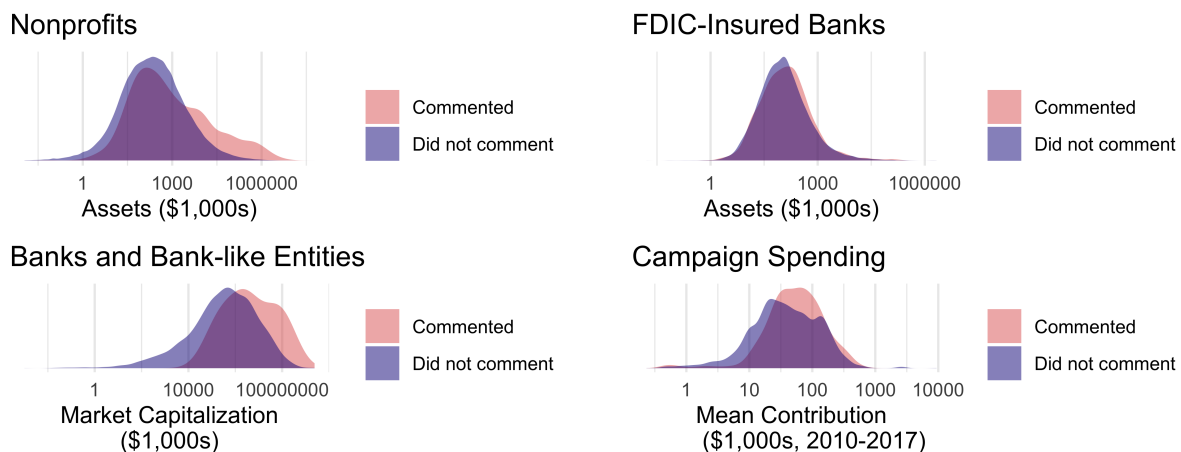 Nonprofits
Commented
Did not comment
1 1000 1000000
Assets ($1,000s)
FDIC-Insured Banks
Commented
Did not comment
1 1000 1000000
Assets ($1,000s)
Banks and Bank-like Entities
Commented
Did not comment
1 10000 100000000
Market Capitalization
($1,000s)
Campaign Spending
Commented
Did not comment
1 10 100 1000 10000
Mean Contribution
($1,000s, 2010-2017)